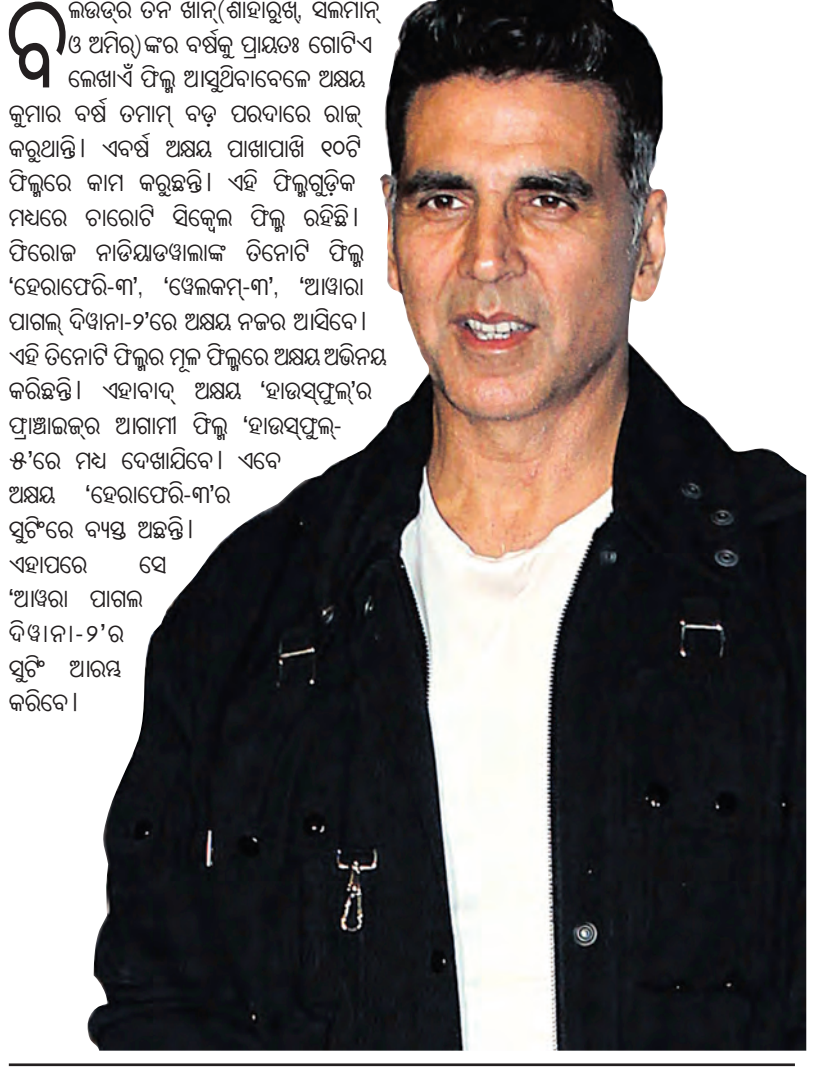 ବଲିଉଡ୍‌ର ତିନି ଖାନ୍(ଶାହାରୁଖ୍, ସଲମାନ୍
ଓ ଅମିର୍)ଙ୍କର ବର୍ଷକୁ ପ୍ରାୟତଃ ଗୋଟିଏ
ଲେଖାଏଁ ଫିଲ୍ମ ଆସୁଥିବାବେଳେ ଅକ୍ଷୟ
କୁମାର ବର୍ଷ ତମାମ୍ ବଡ଼ ପରଦାରେ ରାଜ୍
କରୁଥାନ୍ତି। ଏବର୍ଷ ଅକ୍ଷୟ ପାଖାପାଖି ୧୦ଟି
ଫିଲ୍ମରେ କାମ କରୁଛନ୍ତି। ଏହି ଫିଲ୍ମଗୁଡ଼ିକ
ମଧ୍ୟରେ ଚାରୋଟି ସିକ୍ୱେଲ ଫିଲ୍ମ ରହିଛି।
ଫିରୋଜ ନାଡିୟାଡୱାଲାଙ୍କ ତିନୋଟି ଫିଲ୍ମ
‘ହେରାଫେରି-୩’, ‘ୱେଲକମ୍-୩’, ‘ଆୱାରା
ପାଗଲ୍ ଦିୱାନା-୨’ରେ ଅକ୍ଷୟ ନଜର ଆସିବେ।
ଏହି ତିନୋଟି ଫିଲ୍ମର ମୂଳ ଫିଲ୍ମରେ ଅକ୍ଷୟ ଅଭିନୟ
କରିଛନ୍ତି। ଏହାବାଦ୍ ଅକ୍ଷୟ ‘ହାଉସ୍‌ଫୁଲ୍’ର
ଫ୍ରାଞ୍ଚାଇଜ୍‌ର ଆଗାମୀ ଫିଲ୍ମ ‘ହାଉସ୍‌ଫୁଲ୍-
୫’ରେ ମଧ୍ୟ ଦେଖାଯିବେ। ଏବେ
ଅକ୍ଷୟ ‘ହେରାଫେରି-୩’ର
ସୁଟିଂରେ ବ୍ୟସ୍ତ ଅଛନ୍ତି।
ଏହାପରେ ସେ
‘ଆୱରା ପାଗଲ
ଦିୱାନା-୨’ର
ସୁଟିଂ ଆରମ୍ଭ
କରିବେ।